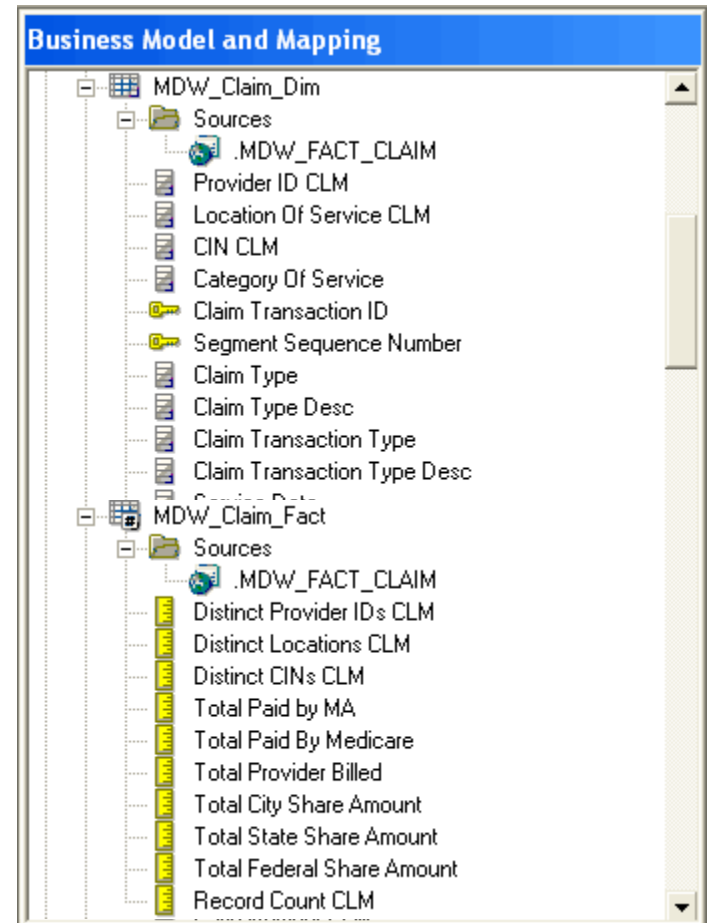 Business Model and Mapping
MDW_Claim_Dim
Sources
.MDW_FACT_CLAIM
Provider ID CLM
Location Of Service CLM
CIN CLM
Category Of Service
Claim Transaction ID
Segment Sequence Number
Claim Type
Claim Type Desc
Claim Transaction Type
Claim Transaction Type Desc
MDW_Claim_Fact
Sources
.MDW_FACT_CLAIM
Distinct Provider IDs CLM
Distinct Locations CLM
Distinct CINs CLM
Total Paid by MA
Total Paid By Medicare
Total Provider Billed
Total City Share Amount
Total State Share Amount
Total Federal Share Amount
Record Count CLM